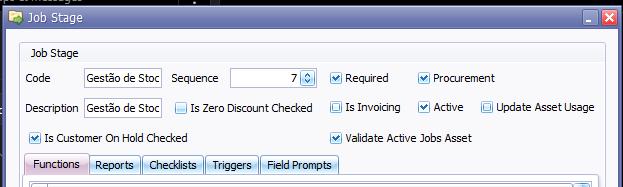 Job Stage
Job Stage
Code Gestão de Stoc Sequence 7 Required Procurement
Description Gestão de Stoc Is Zero Discount Checked Is Invoicing Active Update Asset Usage
Is Customer On Hold Checked Validate Active Jobs Asset
Functions Reports Checklists Triggers Field Prompts